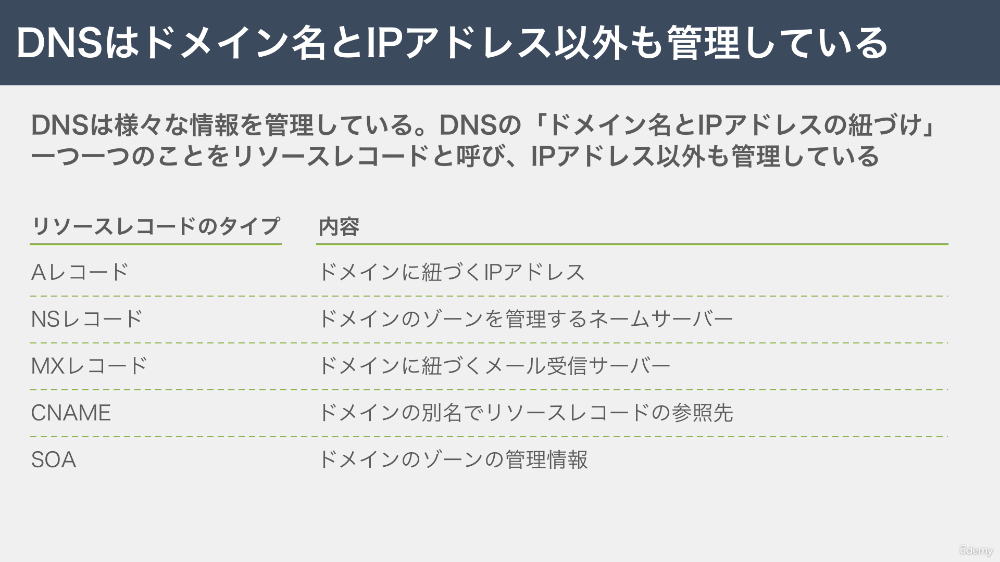 DNSはドメイン名とIPアドレス以外も管理している
DNSは様々な情報を管理している。DNSの「ドメイン名とIPアドレスの紐づけ」
一つ一つのことをリソースレコードと呼び、IPアドレス以外も管理している
リソースレコードのタイプ 内容
Aレコード ドメインに紐づくIPアドレス
NSレコード ドメインのゾーンを管理するネームサーバー
MXレコード ドメインに紐づくメール受信サーバー
CNAME ドメインの別名でリソースレコードの参照先
SOA ドメインのゾーンの管理情報
ûdemy